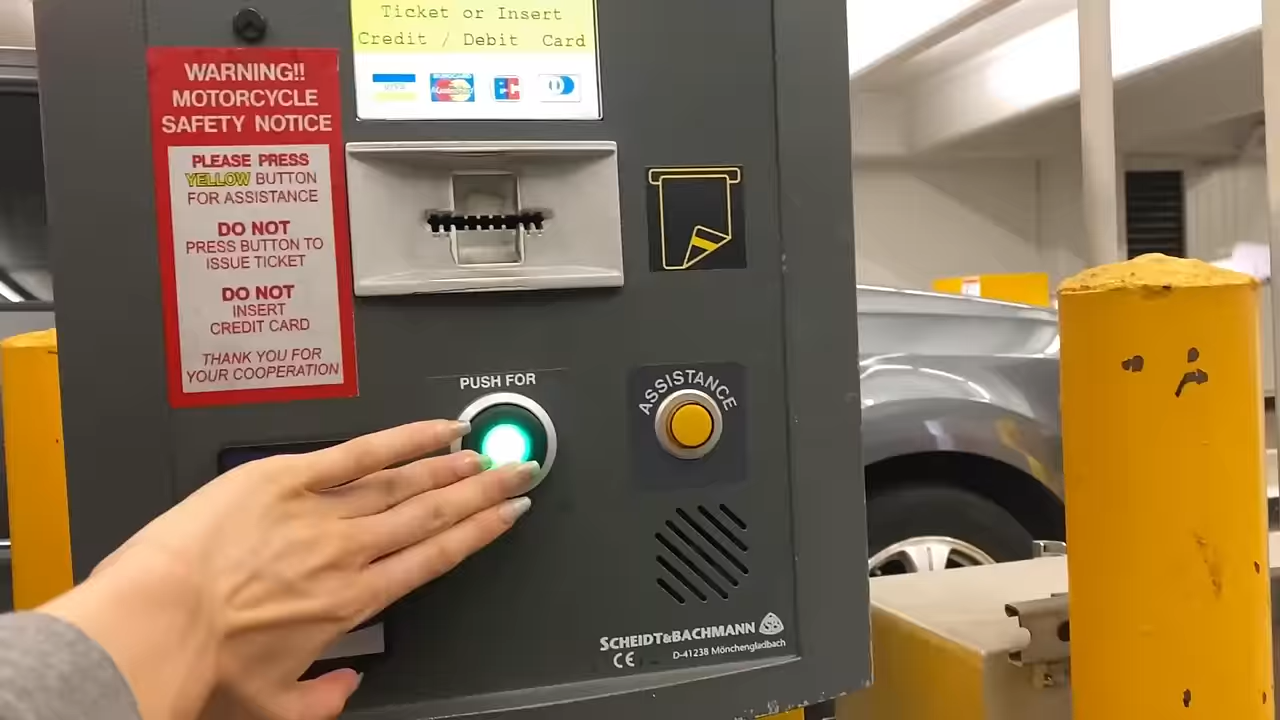 Ticket or Insert
Credit / Debit Card
VISA
EC
WARNING!!
MOTORCYCLE
SAFETY NOTICE
PLEASE PRESS
YELLOW BUTTON
FOR ASSISTANCE
DO NOT
PRESS BUTTON TO
ISSUE TICKET
DO NOT
INSERT
CREDIT CARD
THANK YOU FOR
YOUR COOPERATION
PUSH FOR
ASSISTANCE
SCHEIDT&BACHMANN
CE D-41238 Mönchengladbach